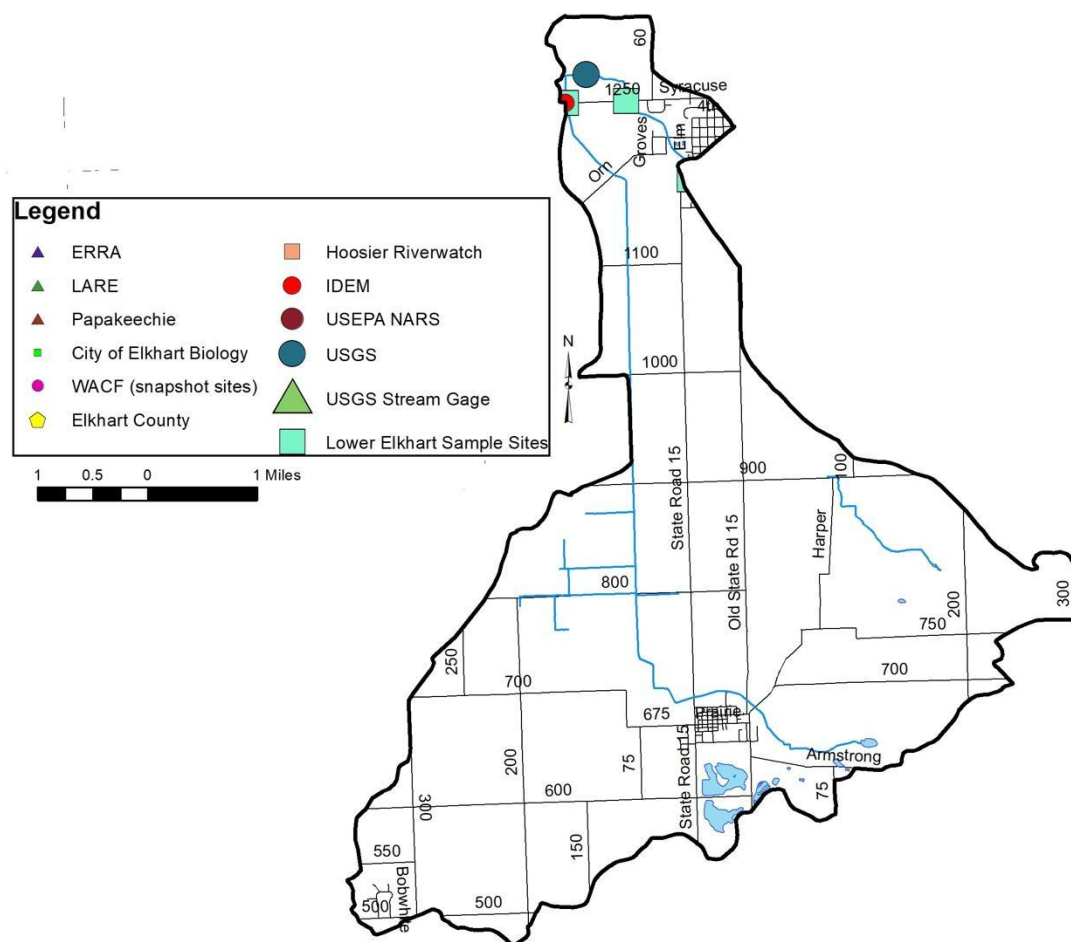 60
Syracuse
1250
4th
Groves
Elm
Orn
Legend
ERRA
LARE
Papakeechie
City of Elkhart Biology
WACF (snapshot sites)
Elkhart County
Hoosier Riverwatch
IDEM
USEPA NARS
USGS
USGS Stream Gage
Lower Elkhart Sample Sites
1100
N
1000
1 0.5 0 1 Miles
900
100
State Road 15
Old State Rd 15
Harper
800
200
300
750
250
700
700
675
Prairie
State Road 15
75
Armstrong
75
200
600
300
150
550
Bobwhite
500
500